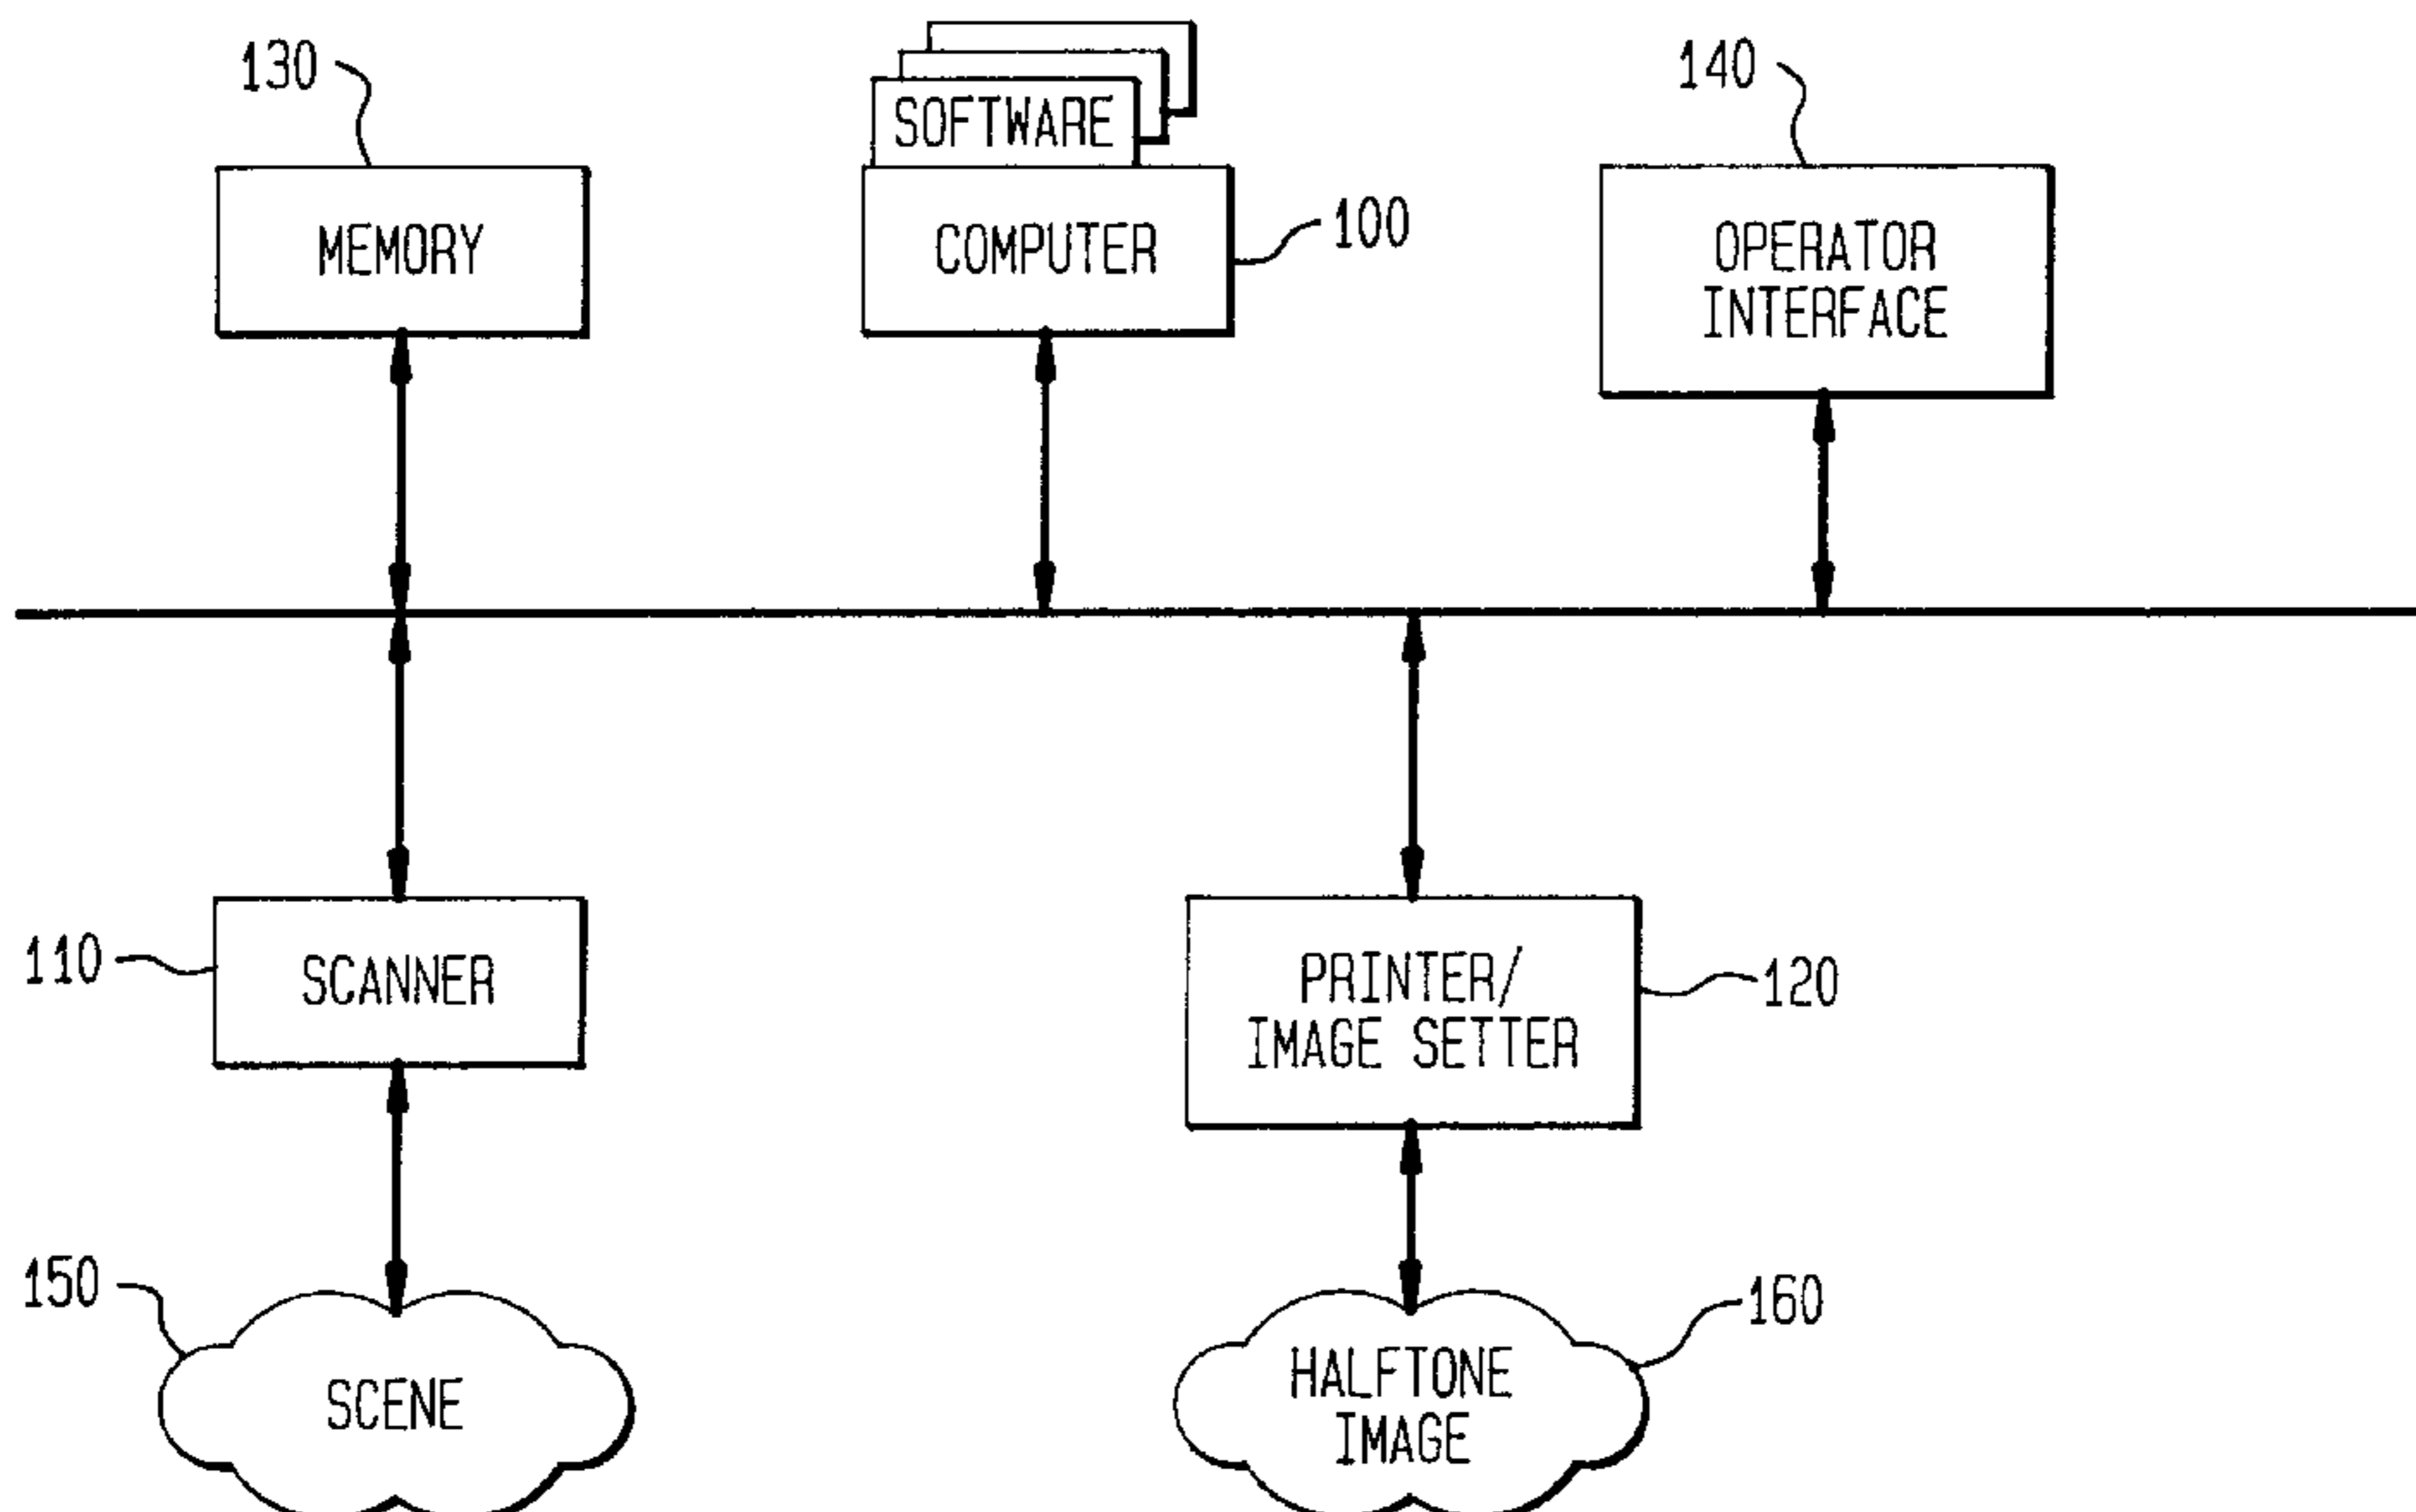 130
SOFTWARE
140
MEMORY
COMPUTER
100
OPERATOR
INTERFACE
110
SCANNER
PRINTER/
IMAGE SETTER
120
150
SCENE
HALFTONE
IMAGE
160